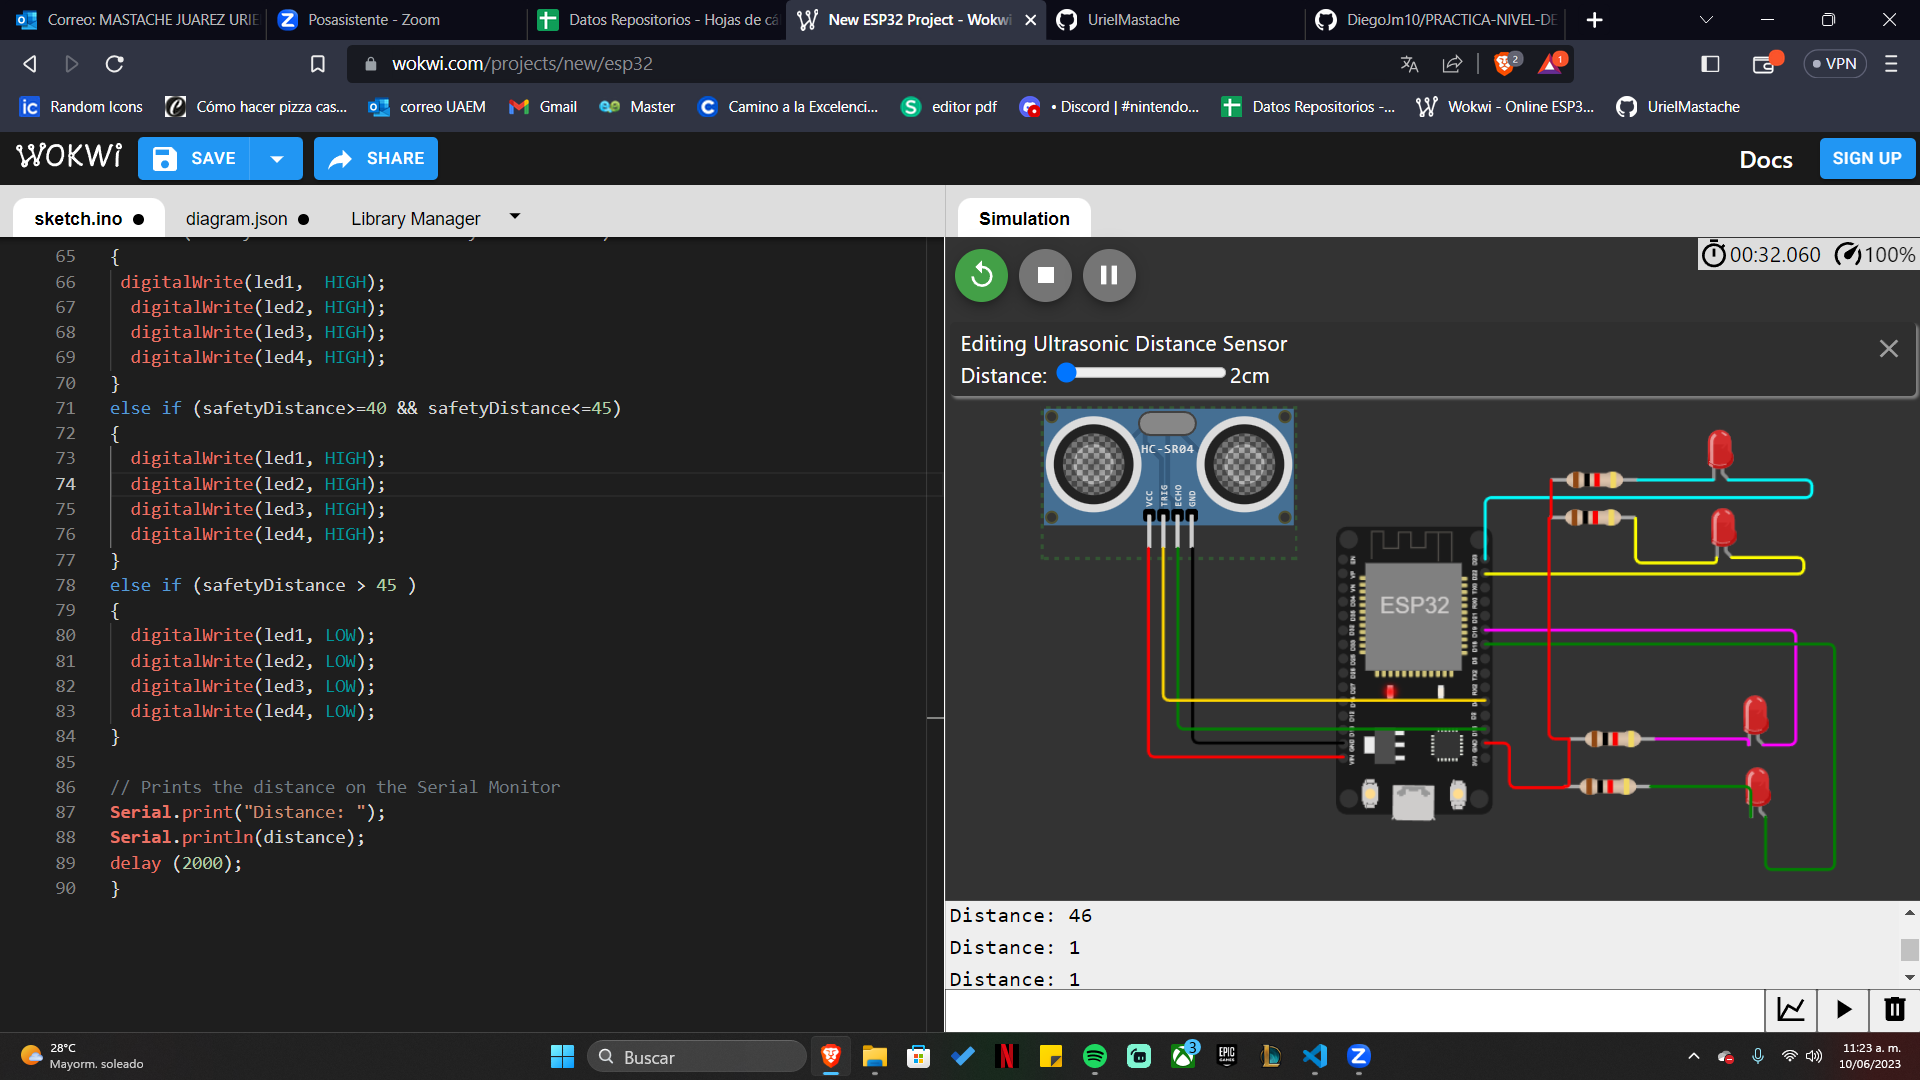 Correo: MASTACHE JUAREZ URIE
Posasistente - Zoom
Datos Repositorios - Hojas de cá
New ESP32 Project - Wokwi
UrielMastache
DiegoJm10/PRACTICA-NIVEL-DE
wokwi.com/projects/new/esp32
2
1
VPN
Random Icons
Cómo hacer pizza cas...
correo UAEM
Gmail
Master
Camino a la Excelenci...
editor pdf
• Discord | #nintendo...
Datos Repositorios -...
Wokwi - Online ESP3...
UrielMastache
WOKWi
SAVE
SHARE
Docs
SIGN UP
sketch.ino
diagram.json
Library Manager
Simulation
65 {
66 digitalWrite(led1,  HIGH);
67 digitalWrite(led2, HIGH);
68 digitalWrite(led3, HIGH);
69 digitalWrite(led4, HIGH);
70 }
71 else if (safetyDistance>=40 && safetyDistance<=45)
72 {
73 digitalWrite(led1, HIGH);
74 digitalWrite(led2, HIGH);
75 digitalWrite(led3, HIGH);
76 digitalWrite(led4, HIGH);
77 }
78 else if (safetyDistance > 45 )
79 {
80 digitalWrite(led1, LOW);
81 digitalWrite(led2, LOW);
82 digitalWrite(led3, LOW);
83 digitalWrite(led4, LOW);
84 }
85
86 // Prints the distance on the Serial Monitor
87 Serial.print("Distance: ");
88 Serial.println(distance);
89 delay (2000);
90 }
00:32.060
100%
Editing Ultrasonic Distance Sensor
Distance: 2cm
HC-SR04
VCC
TRIG
ECHO
GND
ESP32
Distance: 46
Distance: 1
Distance: 1
28°C
Mayorm. soleado
Buscar
3
11:23 a. m.
10/06/2023